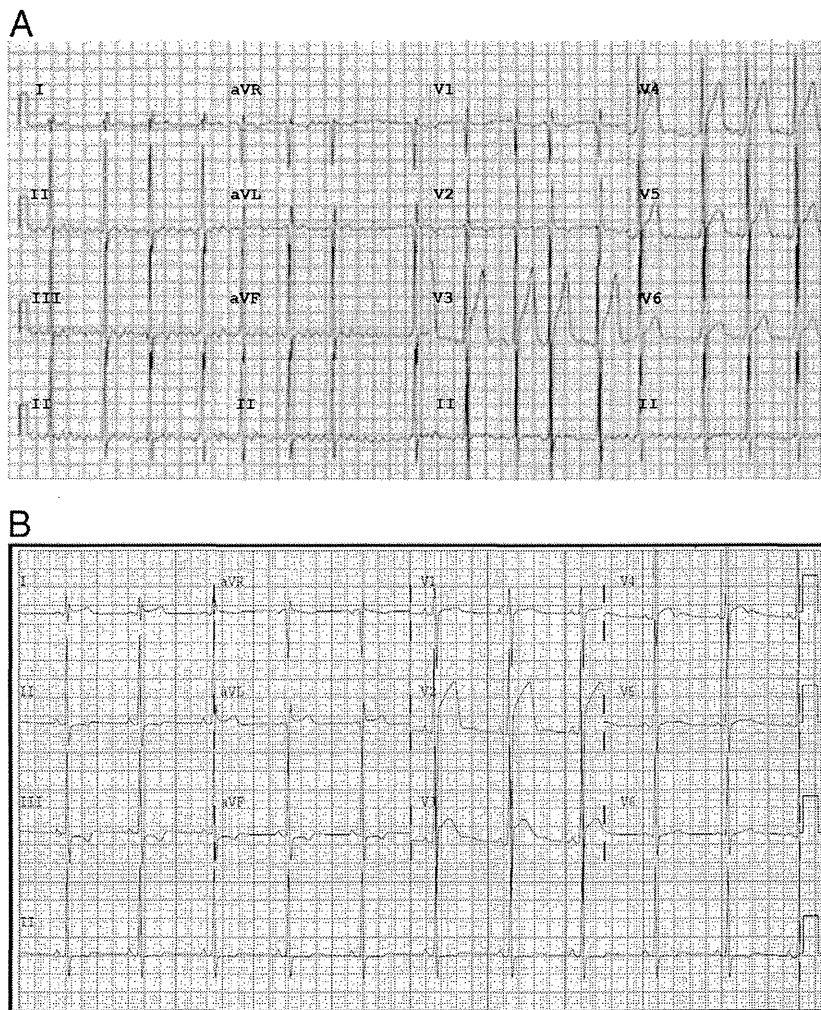 A
I aVR V1 V4
II aVL V2 V5
III aVF V3 V6
II II II II
B
I aVR V1 V4
II aVL V2 V5
III aVF V3 V6
II